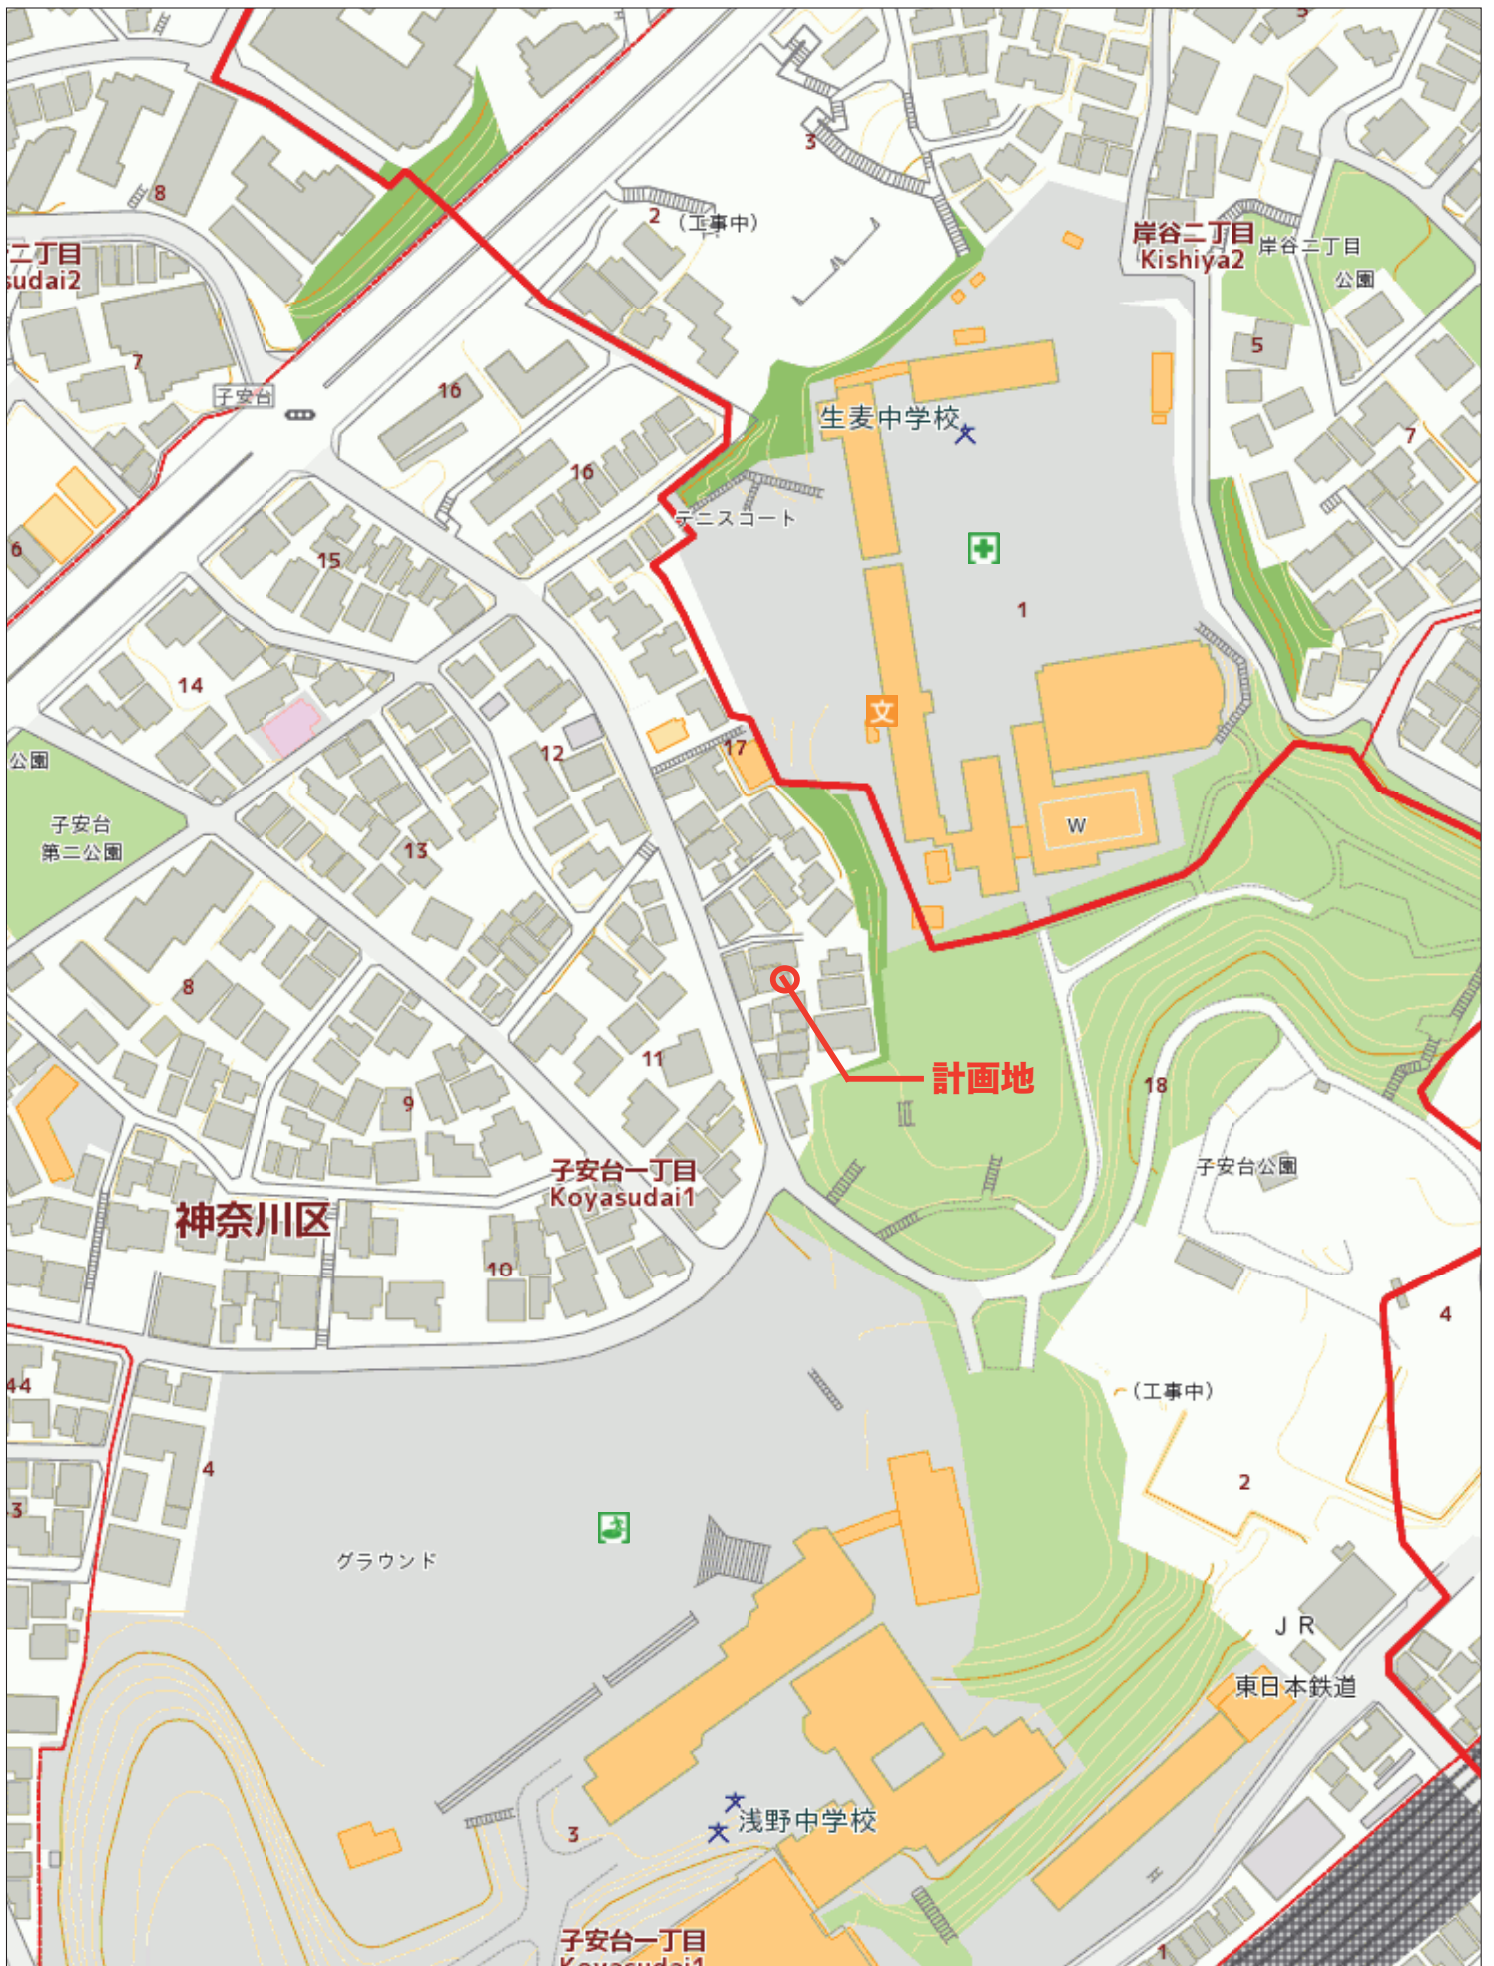 5
3
8
2
（工事中）
岸谷二丁目
Kishiya2
岸谷二丁目
公園
二丁目
sudai2
5
7
子安台
16
生麦中学校
7
16
テニスコート
6
15
1
14
文
17
12
公園
子安台
第二公園
13
W
8
11
計画地
9
18
子安台公園
子安台一丁目
Koyasudai1
神奈川区
10
4
44
（工事中）
4
2
3
グラウンド
ＪＲ
東日本鉄道
浅野中学校
3
子安台一丁目
Koyasudai1
1